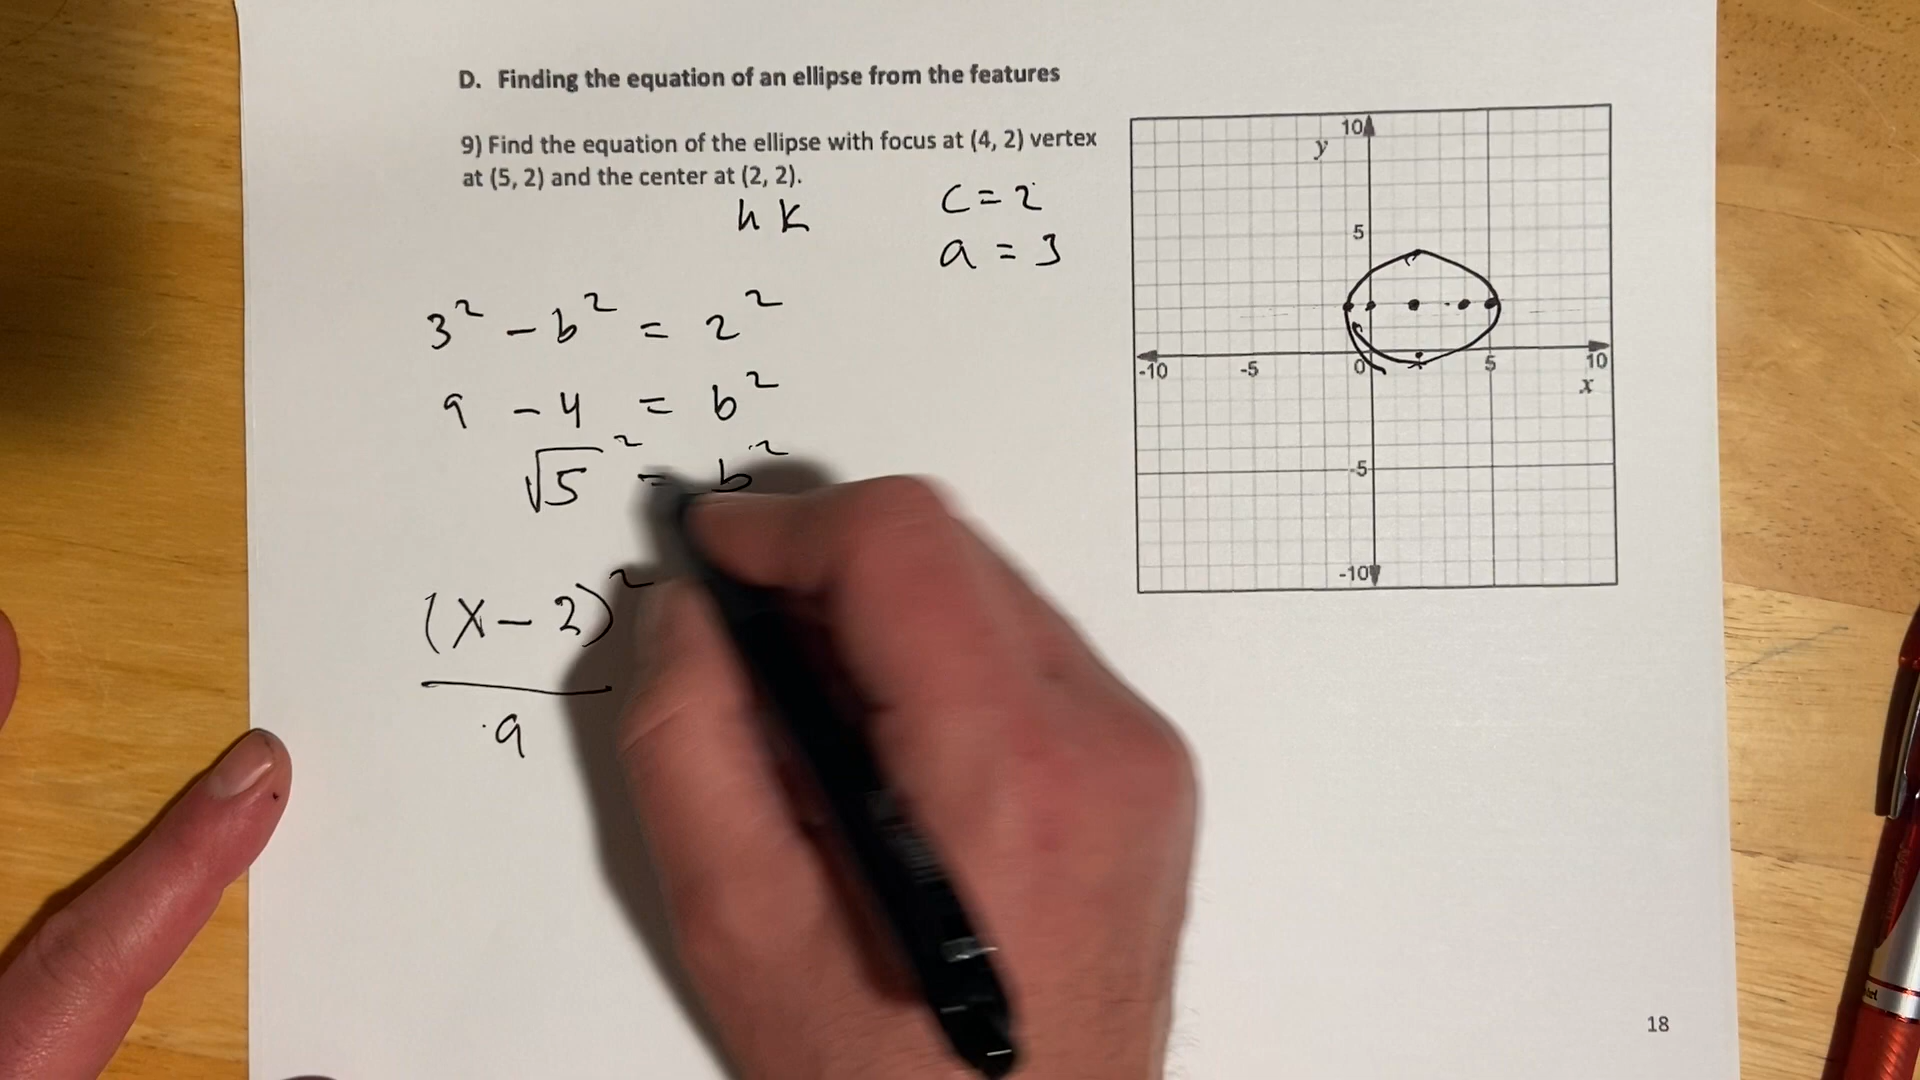 D. Finding the equation of an ellipse from the features
9) Find the equation of the ellipse with focus at (4, 2) vertex
at (5, 2) and the center at (2, 2).
h k
c = 2
a = 3
3² - b² = 2²
9 - 4 = b²
√5² = b²
(x - 2)²
9
10
y
5
-10
-5
0
5
10
x
-5
-10
18